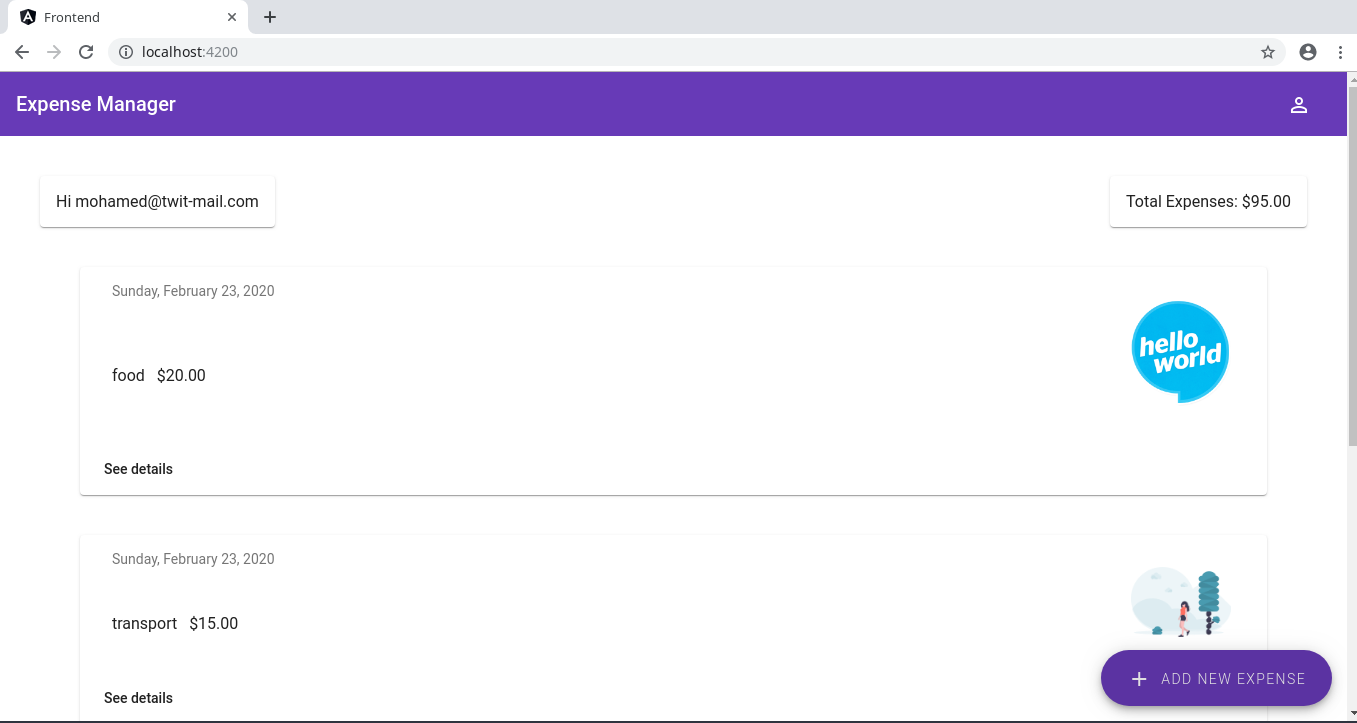 Frontend
localhost:4200
Expense Manager
Hi mohamed@twit-mail.com
Total Expenses: $95.00
Sunday, February 23, 2020
hello
world
food $20.00
See details
Sunday, February 23, 2020
transport $15.00
ADD NEW EXPENSE
See details